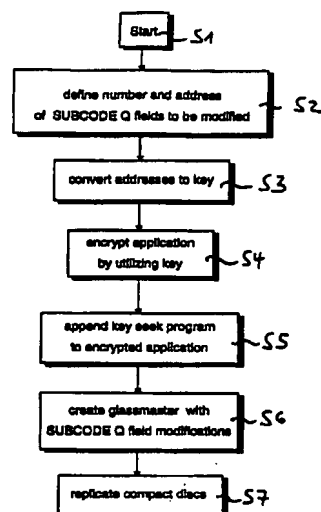 Start S1
define number and address
of SUBCODE Q fields to be modified S2
convert addresses to key S3
encrypt application
by utilizing key S4
append key seek program
to encrypted application S5
create glassmaster with
SUBCODE Q field modifications S6
replicate compact discs S7